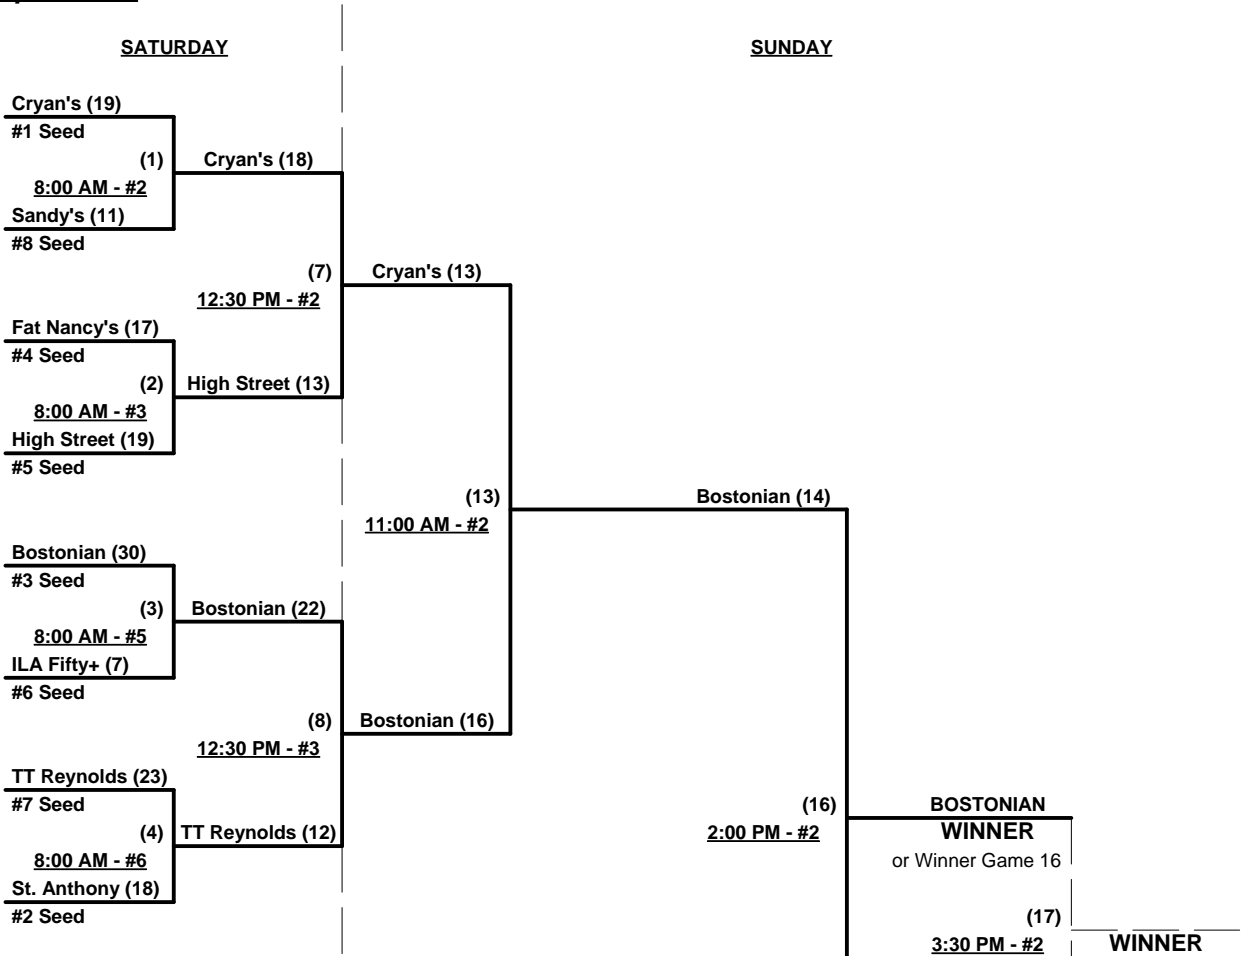 SATURDAY
SUNDAY
Cryan's (19)
#1 Seed
(1)
Cryan's (18)
8:00 AM - #2
Sandy's (11)
#8 Seed
(7)
Cryan's (13)
12:30 PM - #2
Fat Nancy's (17)
#4 Seed
(2)
High Street (13)
8:00 AM - #3
High Street (19)
#5 Seed
(13)
Bostonian (14)
11:00 AM - #2
Bostonian (30)
#3 Seed
(3)
Bostonian (22)
8:00 AM - #5
ILA Fifty+ (7)
#6 Seed
(8)
Bostonian (16)
12:30 PM - #3
TT Reynolds (23)
#7 Seed
(4)
TT Reynolds (12)
8:00 AM - #6
St. Anthony (18)
#2 Seed
(16)
BOSTONIAN
2:00 PM - #2
WINNER
or Winner Game 16
(17)
3:30 PM - #2
WINNER